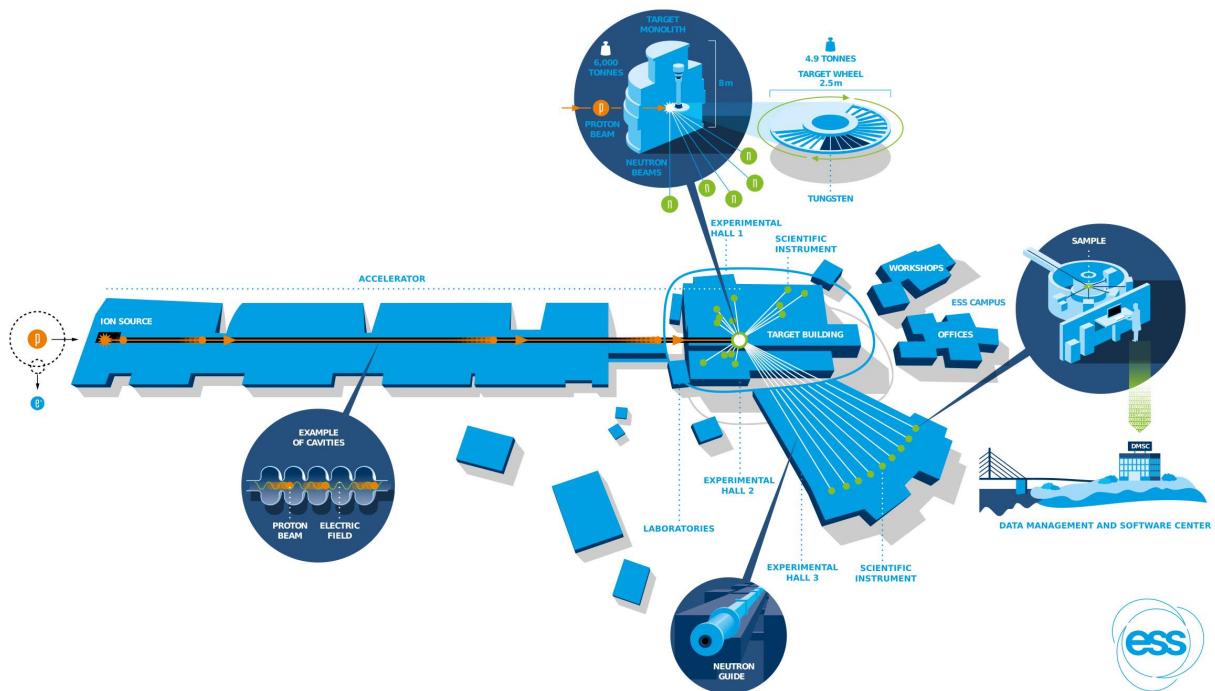 TARGET
MONOLITH
6,000
TONNES
8m
p
PROTON
BEAM
NEUTRON
BEAMS
n
n
n
n
n
4.9 TONNES
TARGET WHEEL
2.5m
TUNGSTEN
EXPERIMENTAL
HALL 1
SCIENTIFIC
INSTRUMENT
ACCELERATOR
ION SOURCE
p
e-
TARGET BUILDING
WORKSHOPS
ESS CAMPUS
OFFICES
SAMPLE
EXAMPLE
OF CAVITIES
PROTON
BEAM
ELECTRIC
FIELD
LABORATORIES
EXPERIMENTAL
HALL 2
EXPERIMENTAL
HALL 3
SCIENTIFIC
INSTRUMENT
NEUTRON
GUIDE
DMSC
DATA MANAGEMENT AND SOFTWARE CENTER
ess